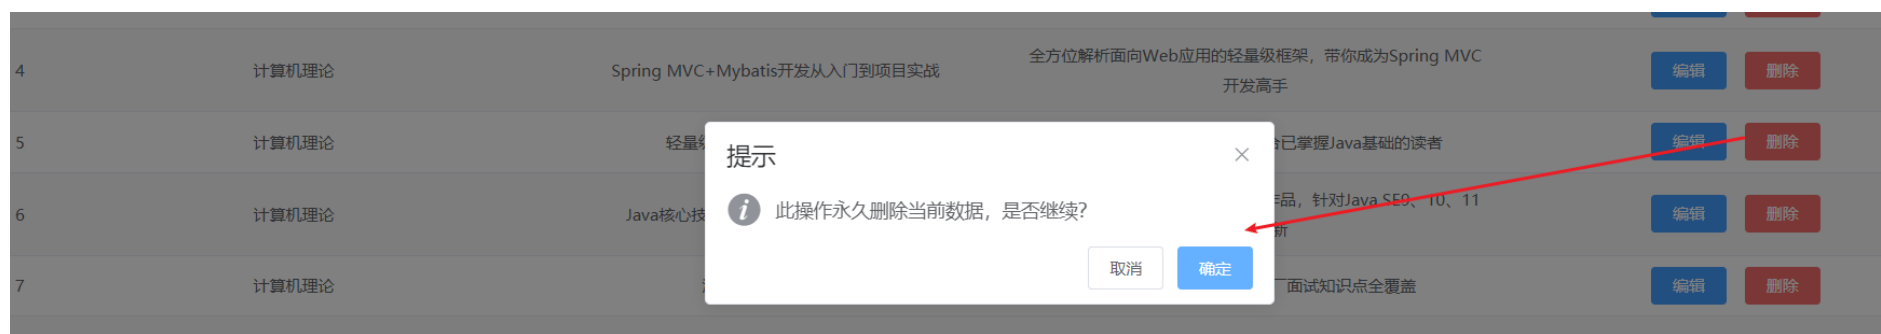 4 计算机理论 Spring MVC+Mybatis开发从入门到项目实战 全方位解析面向Web应用的轻量级框架，带你成为Spring MVC 编辑 删除
开发高手
5 计算机理论 轻量级 已掌握Java基础的读者 编辑 删除
提示
6 计算机理论 Java核心技 品，针对Java SE9、10、11 编辑 删除
新
此操作永久删除当前数据，是否继续?
取消 确定
7 计算机理论 面试知识点全覆盖 编辑 删除